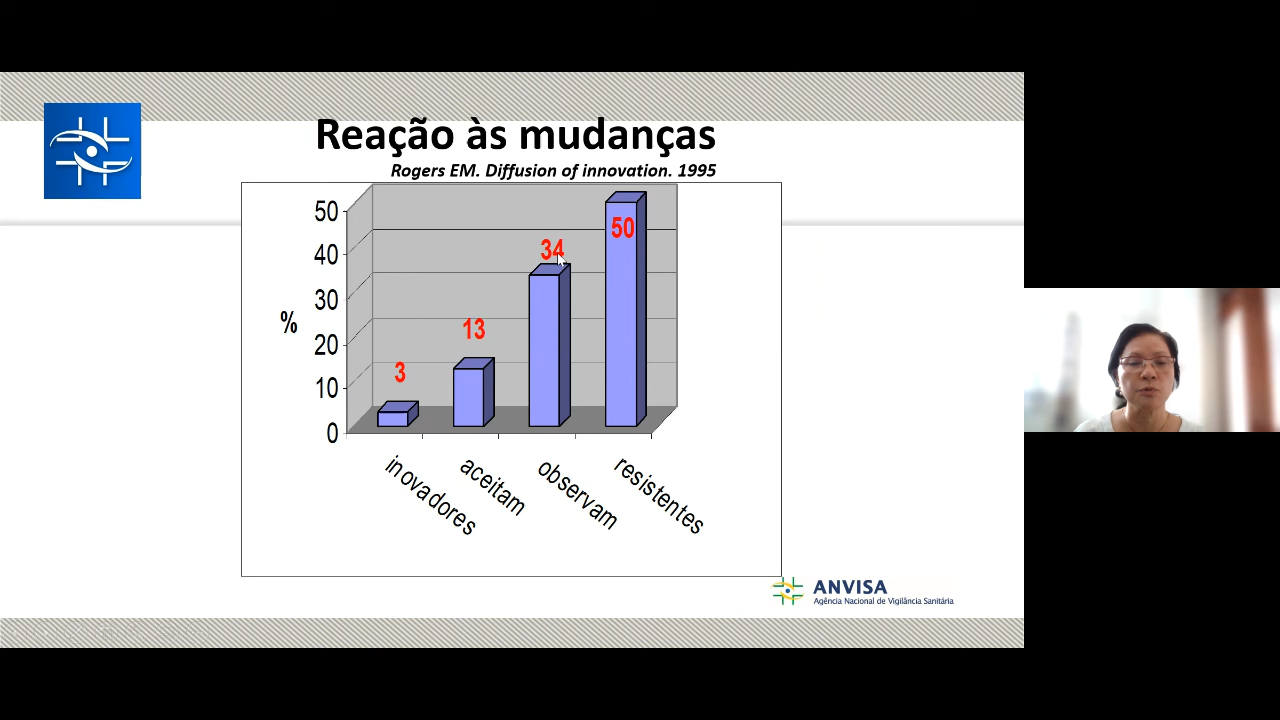 Reação às mudanças
Rogers EM. Diffusion of innovation. 1995
50
40
30
20
10
0
%
3
13
34
50
inovadores
aceitam
observam
resistentes
ANVISA
Agência Nacional de Vigilância Sanitária